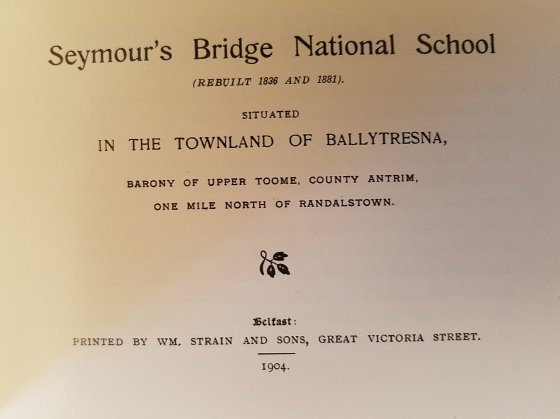 Seymour's Bridge National School
(REBUILT 1836 AND 1881).
SITUATED
IN THE TOWNLAND OF BALLYTRESNA,
BARONY OF UPPER TOOME, COUNTY ANTRIM,
ONE MILE NORTH OF RANDALSTOWN.
Belfast:
PRINTED BY WM. STRAIN AND SONS, GREAT VICTORIA STREET.
1904.